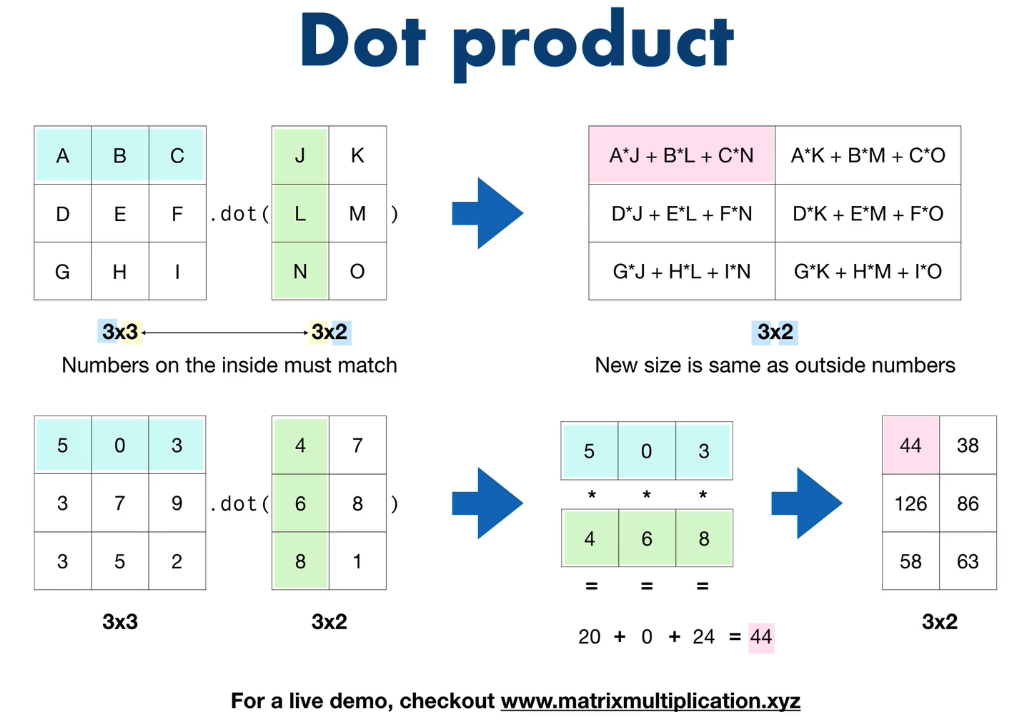 Dot product
A B C J K A*J + B*L + C*N A*K + B*M + C*O
D E F .dot( L M ) D*J + E*L + F*N D*K + E*M + F*O
G H I N O G*J + H*L + I*N G*K + H*M + I*O
3x3 3x2 3x2
Numbers on the inside must match New size is same as outside numbers
5 0 3 4 7 5 0 3 44 38
* * *
3 7 9 .dot( 6 8 ) 126 86
4 6 8
3 5 2 8 1 58 63
= = =
3x3 3x2 3x2
20 + 0 + 24 = 44
For a live demo, checkout www.matrixmultiplication.xyz